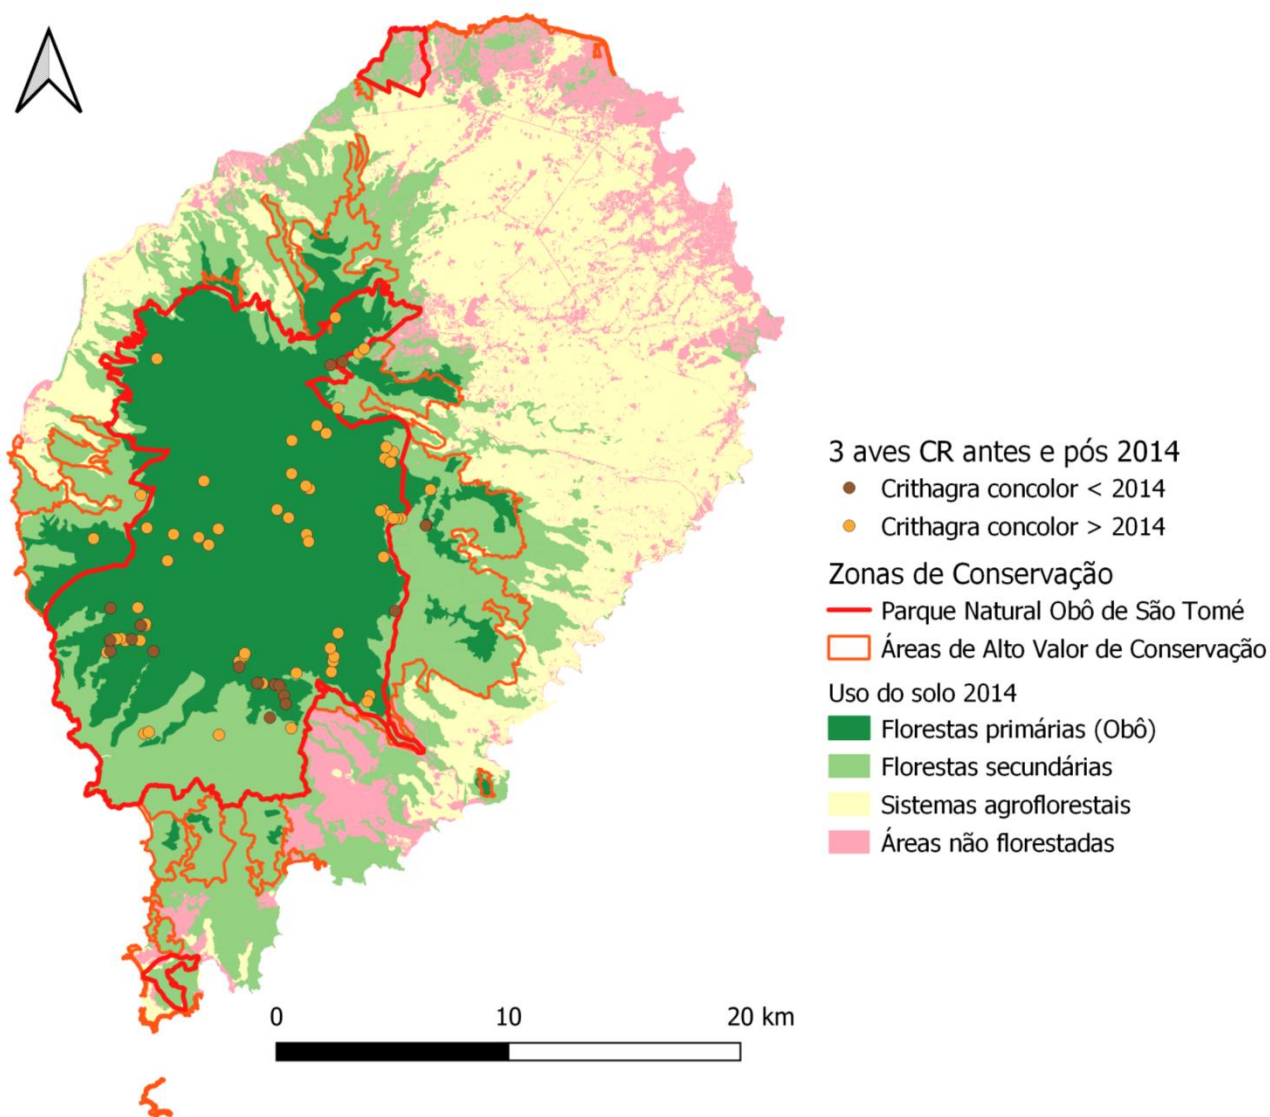 3 aves CR antes e pós 2014
Crithagra concolor < 2014
Crithagra concolor > 2014
Zonas de Conservação
Parque Natural Obô de São Tomé
Áreas de Alto Valor de Conservação
Uso do solo 2014
Florestas primárias (Obô)
Florestas secundárias
Sistemas agroflorestais
Áreas não florestadas
0 10 20 km